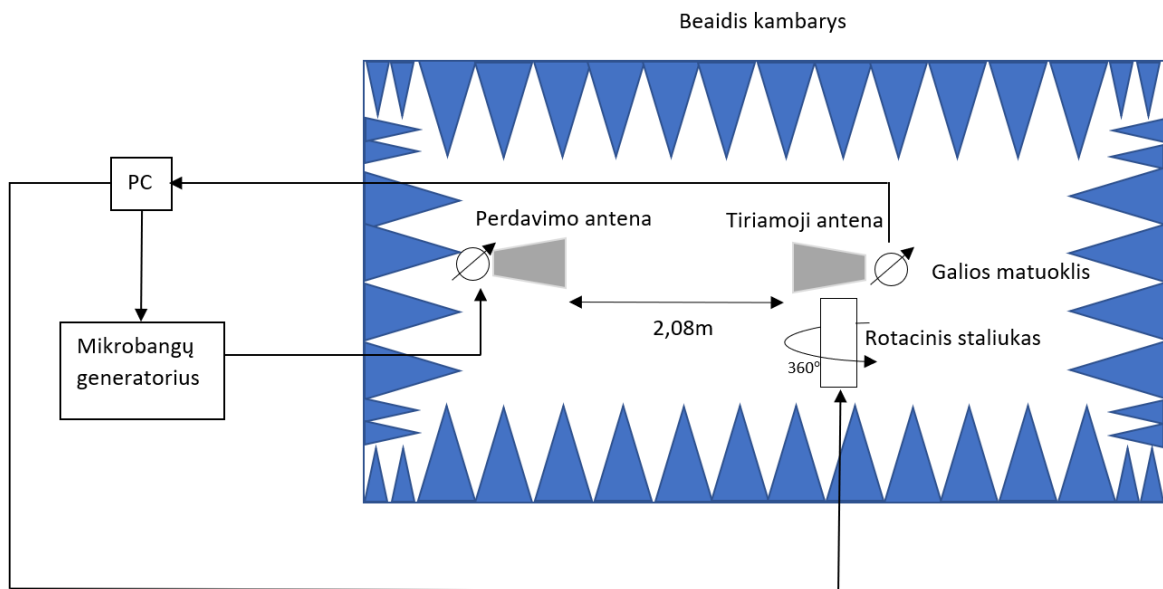 Beaidis kambarys
PC
Perdavimo antena
Tiriamoji antena
Galios matuoklis
2,08m
Mikrobangų
generatorius
Rotacinis staliukas
360°